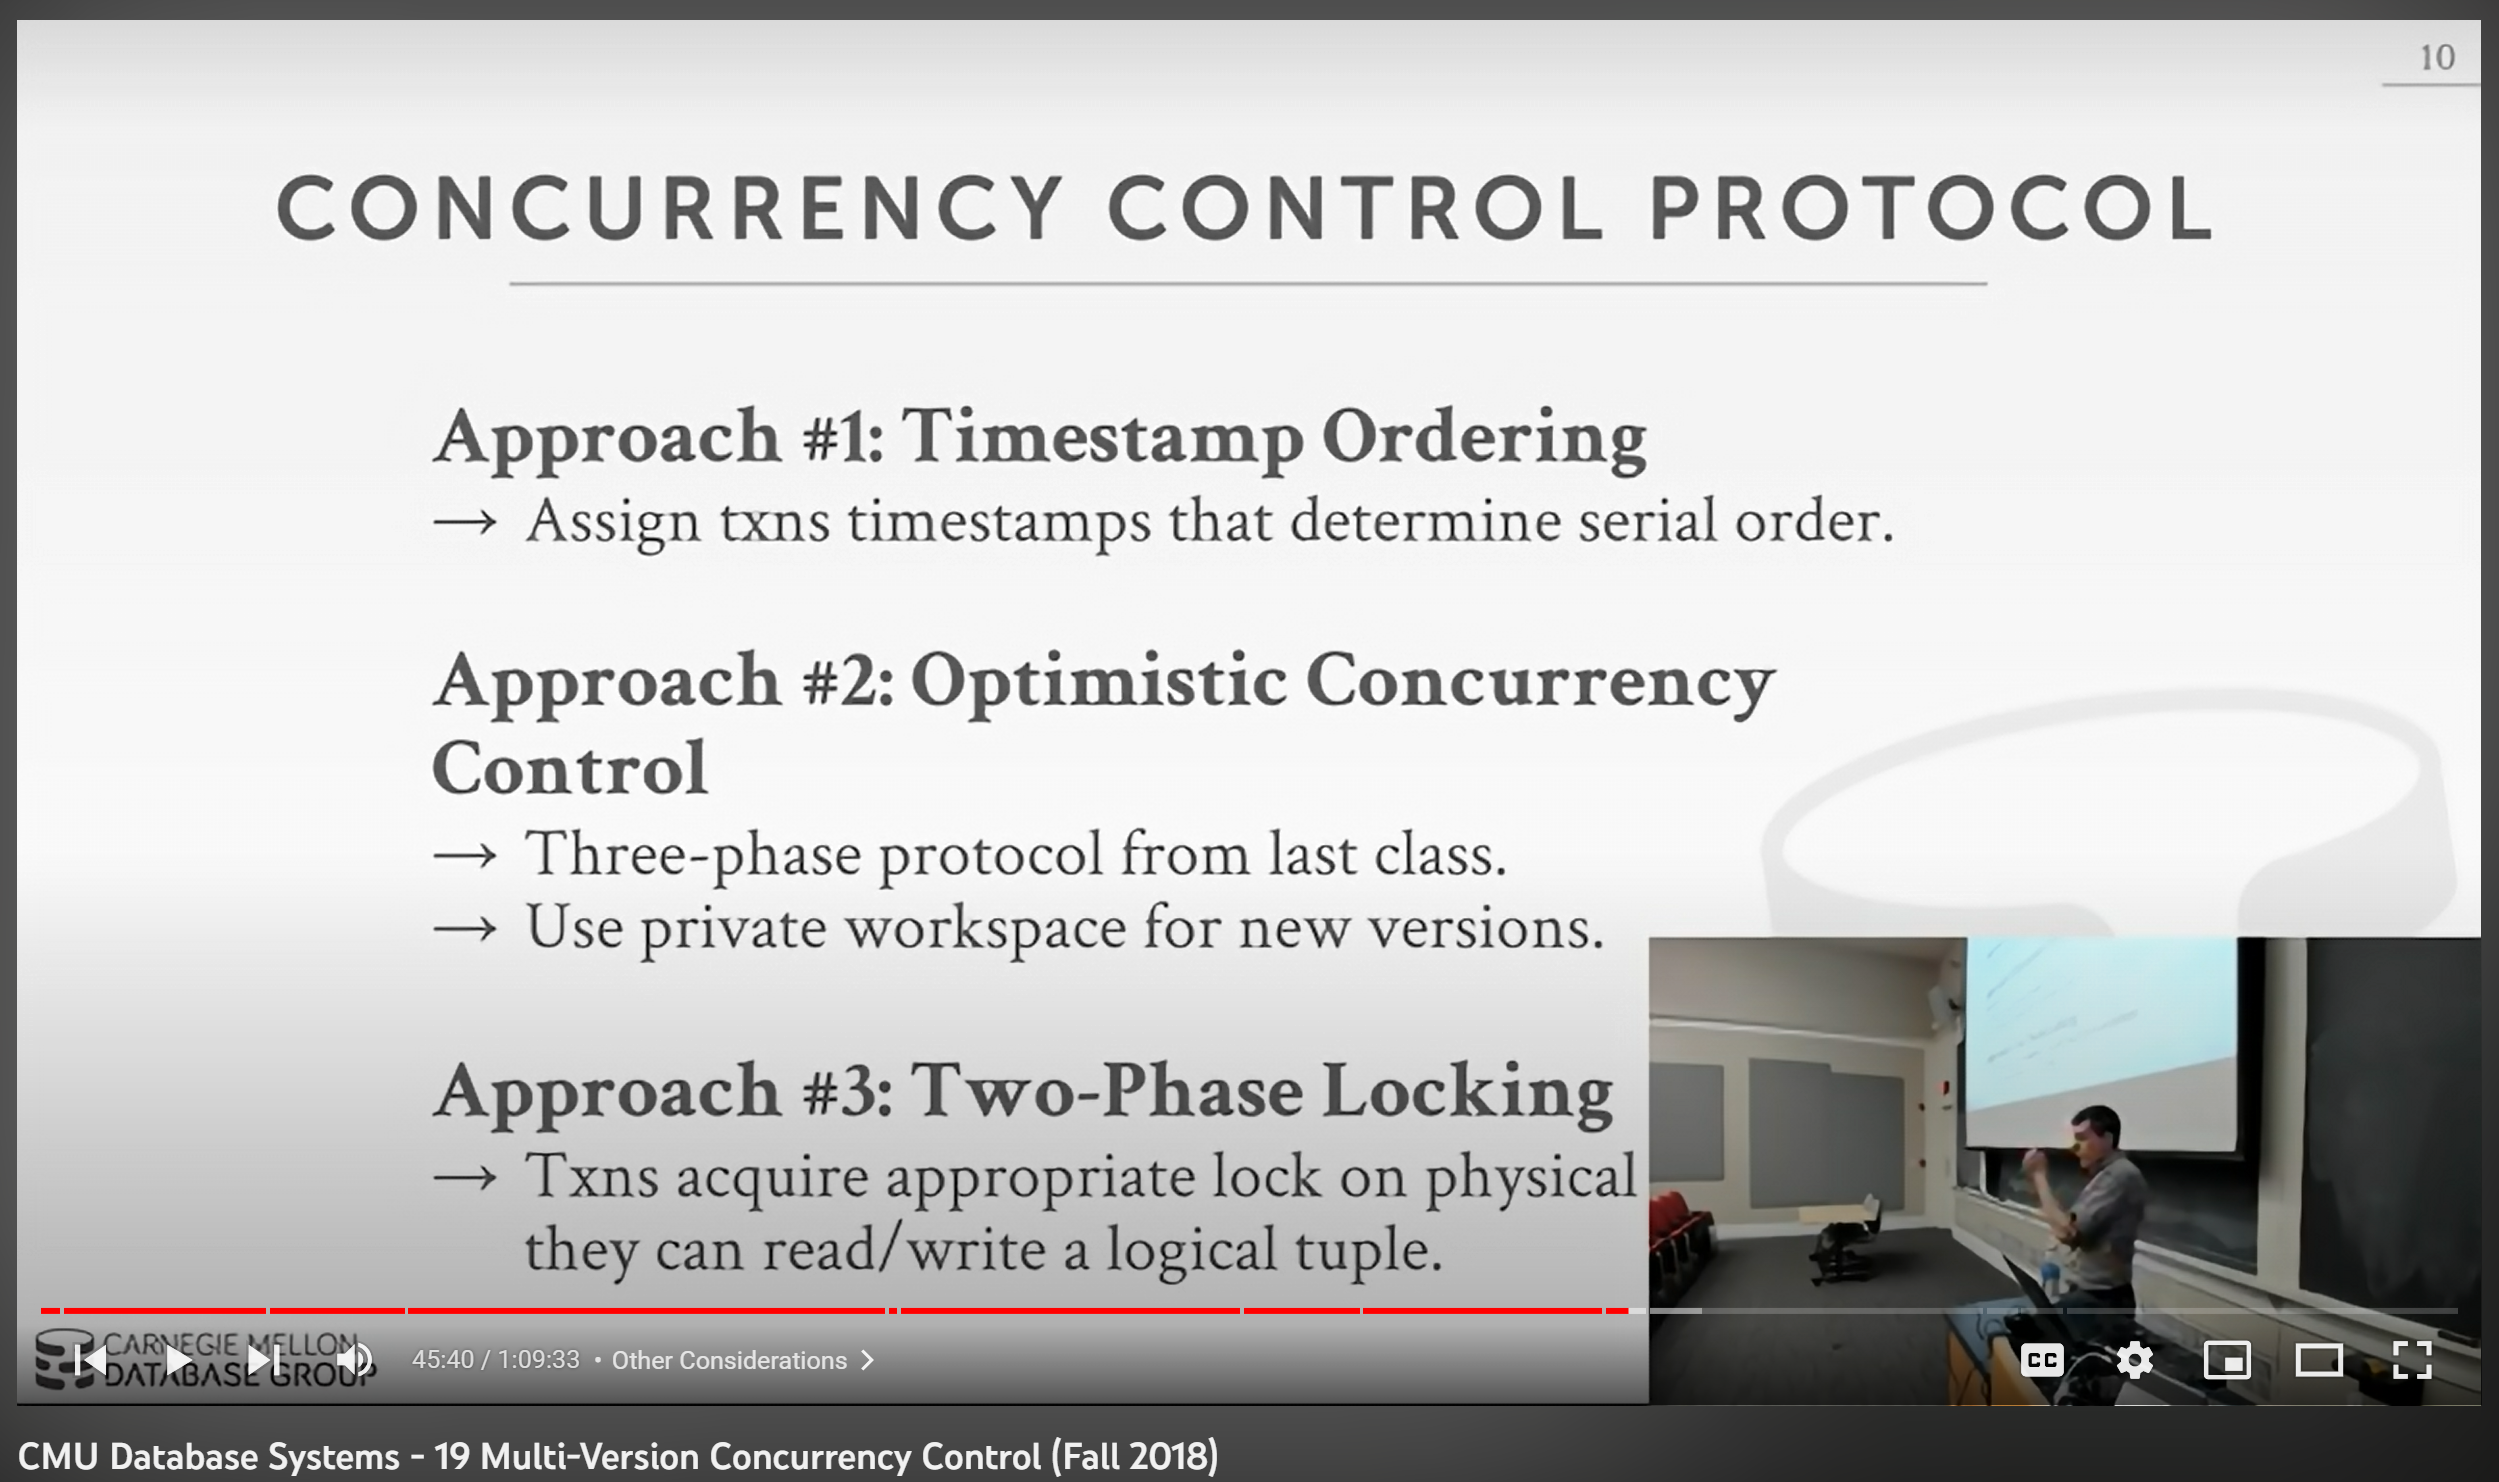 10
CONCURRENCY CONTROL PROTOCOL
Approach #1: Timestamp Ordering
→ Assign txns timestamps that determine serial order.
Approach #2: Optimistic Concurrency
Control
→ Three-phase protocol from last class.
→ Use private workspace for new versions.
Approach #3: Two-Phase Locking
→ Txns acquire appropriate lock on physical
they can read/write a logical tuple.
CARNEGIE MELLON
DATABASE GROUP
45:40 / 1:09:33 • Other Considerations
CC
CMU Database Systems - 19 Multi-Version Concurrency Control (Fall 2018)